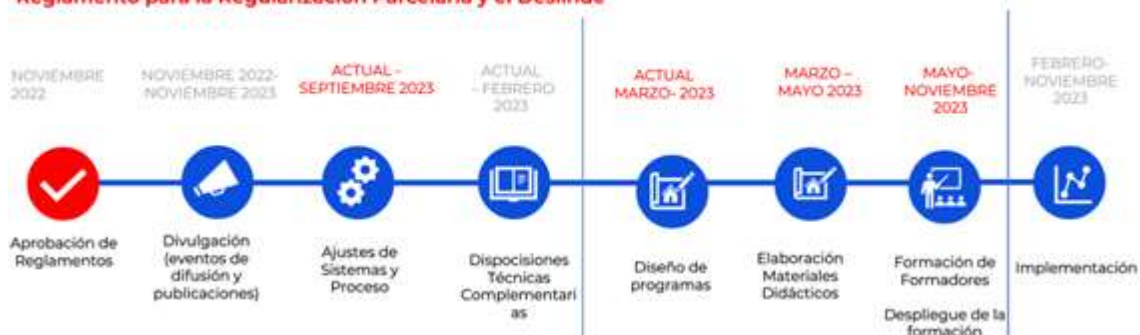 Reglamento para la Regularización Parcelaria y el Deslinde
NOVIEMBRE
2022
NOVIEMBRE 2022-
NOVIEMBRE 2023
ACTUAL –
SEPTIEMBRE 2023
ACTUAL
– FEBRERO
2023
ACTUAL
MARZO- 2023
MARZO –
MAYO 2023
MAYO-
NOVIEMBRE
2023
FEBRERO-
NOVIEMBRE
2023
Aprobación de
Reglamentos
Divulgación
(eventos de
difusión y
publicaciones)
Ajustes de
Sistemas y
Proceso
Disposciones
Técnicas
Complementari
as
Diseño de
programas
Elaboración
Materiales
Didácticos
Formación de
Formadores
Despliegue de la
formación
Implementación